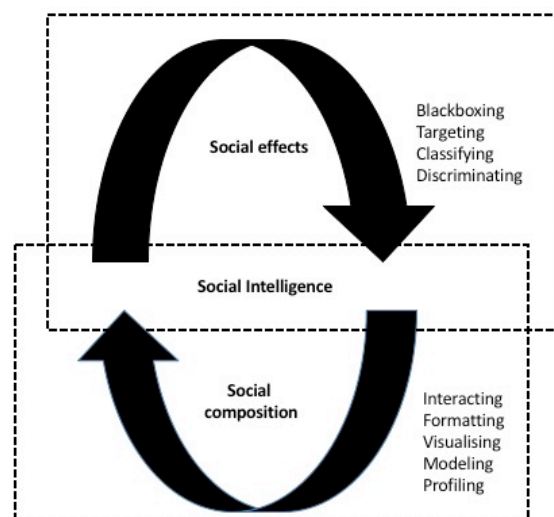 Social effects
Blackboxing
Targeting
Classifying
Discriminating
Social Intelligence
Social
composition
Interacting
Formatting
Visualising
Modeling
Profiling